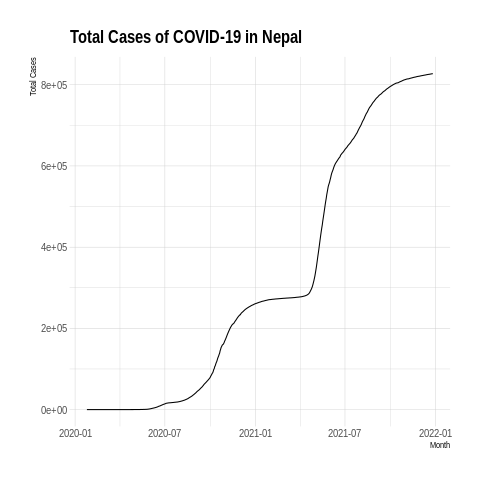 Total Cases of COVID-19 in Nepal
Total Cases
8e+05
6e+05
4e+05
2e+05
0e+00
2020-01 2020-07 2021-01 2021-07 2022-01
Month